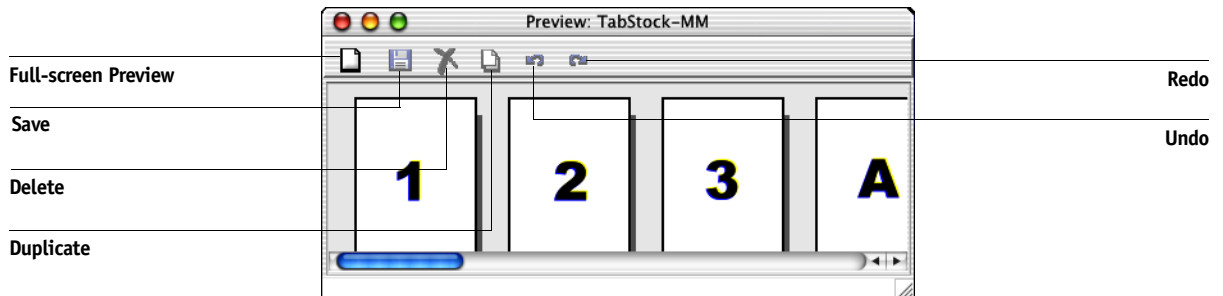 Preview: TabStock-MM
Full-screen Preview
Redo
Save
Undo
Delete
Duplicate
1 2 3 A